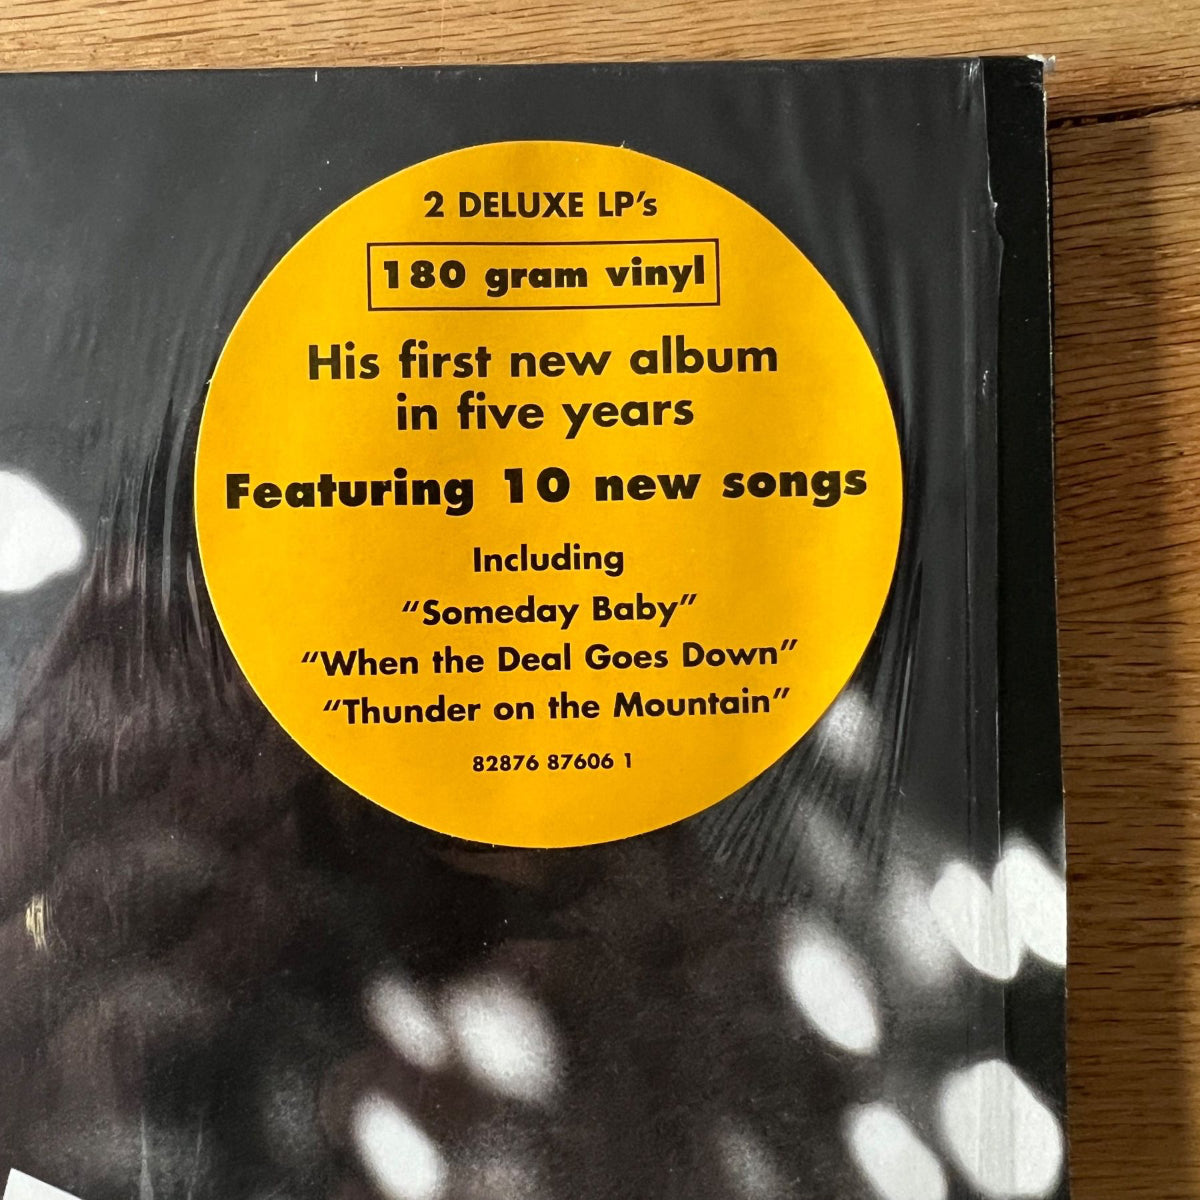 2 DELUXE LP's
180 gram vinyl
His first new album
in five years
Featuring 10 new songs
Including
"Someday Baby"
"When the Deal Goes Down"
"Thunder on the Mountain"
82876 87606 1